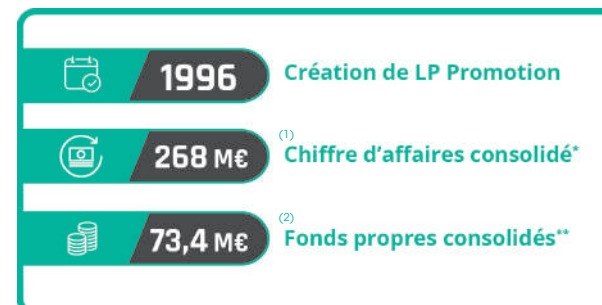 1996 Création de LP Promotion
(1)
268 M€ Chiffre d'affaires consolidé*
(2)
73,4 M€ Fonds propres consolidés**